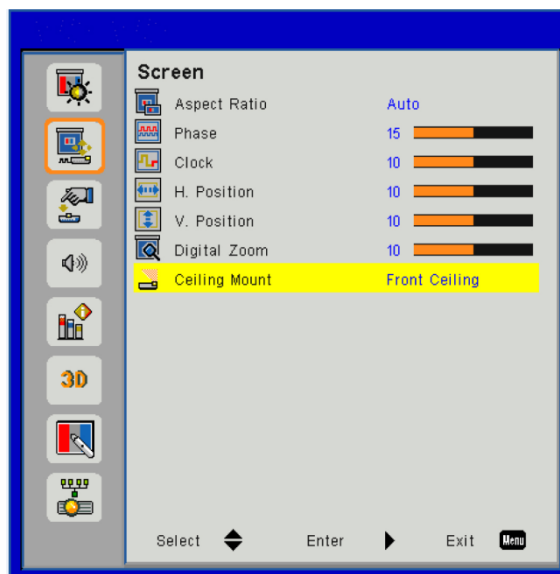 Screen
Aspect Ratio Auto
Phase 15
Clock 10
H. Position 10
V. Position 10
Digital Zoom 10
Ceiling Mount Front Ceiling
3D
Select Enter Exit Menu